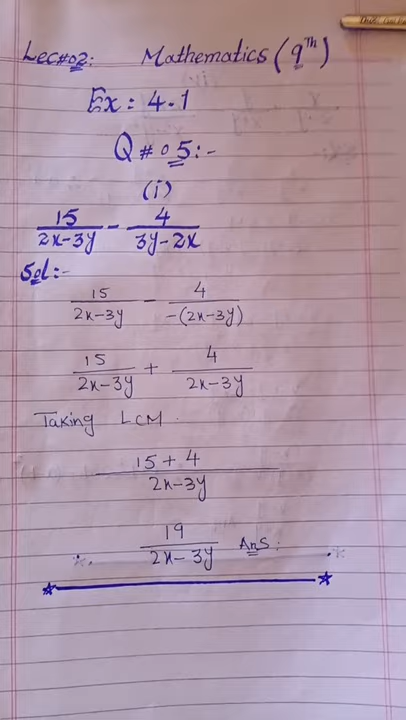 Lec#02: Mathematics (9Th)
Ex: 4.1
Q # 05:-
(i)
15/(2x-3y) - 4/(3y-2x)
Sol:-
15/(2x-3y) - 4/(-(2x-3y))
15/(2x-3y) + 4/(2x-3y)
Taking LCM.
(15+4)/(2x-3y)
19/(2x-3y) Ans: